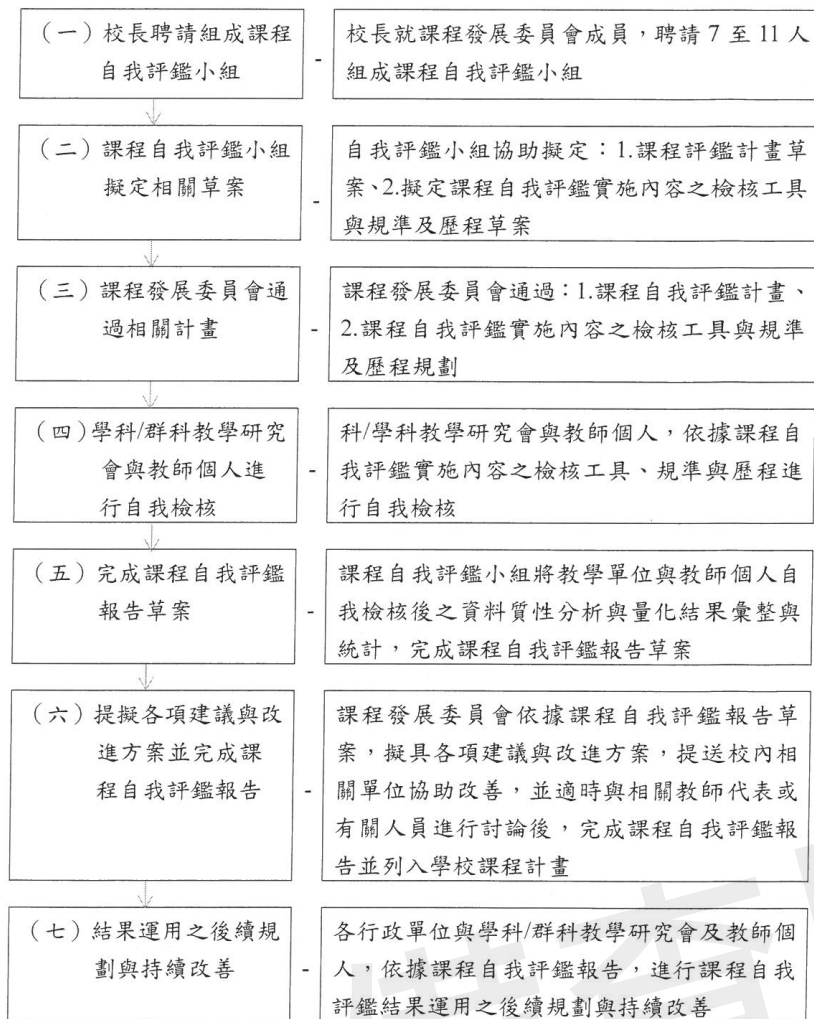 （一）校長聘請組成課程
自我評鑑小組
-
校長就課程發展委員會成員，聘請 7 至 11 人
組成課程自我評鑑小組
（二）課程自我評鑑小組
擬定相關草案
-
自我評鑑小組協助擬定：1.課程評鑑計畫草
案、2.擬定課程自我評鑑實施內容之檢核工具
與規準及歷程草案
（三）課程發展委員會通
過相關計畫
-
課程發展委員會通過：1.課程自我評鑑計畫、
2.課程自我評鑑實施內容之檢核工具與規準
及歷程規劃
（四）學科/群科教學研究
會與教師個人進
行自我檢核
-
科/學科教學研究會與教師個人，依據課程自
我評鑑實施內容之檢核工具、規準與歷程進
行自我檢核
（五）完成課程自我評鑑
報告草案
-
課程自我評鑑小組將教學單位與教師個人自
我檢核後之資料質性分析與量化結果彙整與
統計，完成課程自我評鑑報告草案
（六）提擬各項建議與改
進方案並完成課
程自我評鑑報告
-
課程發展委員會依據課程自我評鑑報告草
案，擬具各項建議與改進方案，提送校內相
關單位協助改善，並適時與相關教師代表或
有關人員進行討論後，完成課程自我評鑑報
告並列入學校課程計畫
（七）結果運用之後續規
劃與持續改善
-
各行政單位與學科/群科教學研究會及教師個
人，依據課程自我評鑑報告，進行課程自我
評鑑結果運用之後續規劃與持續改善